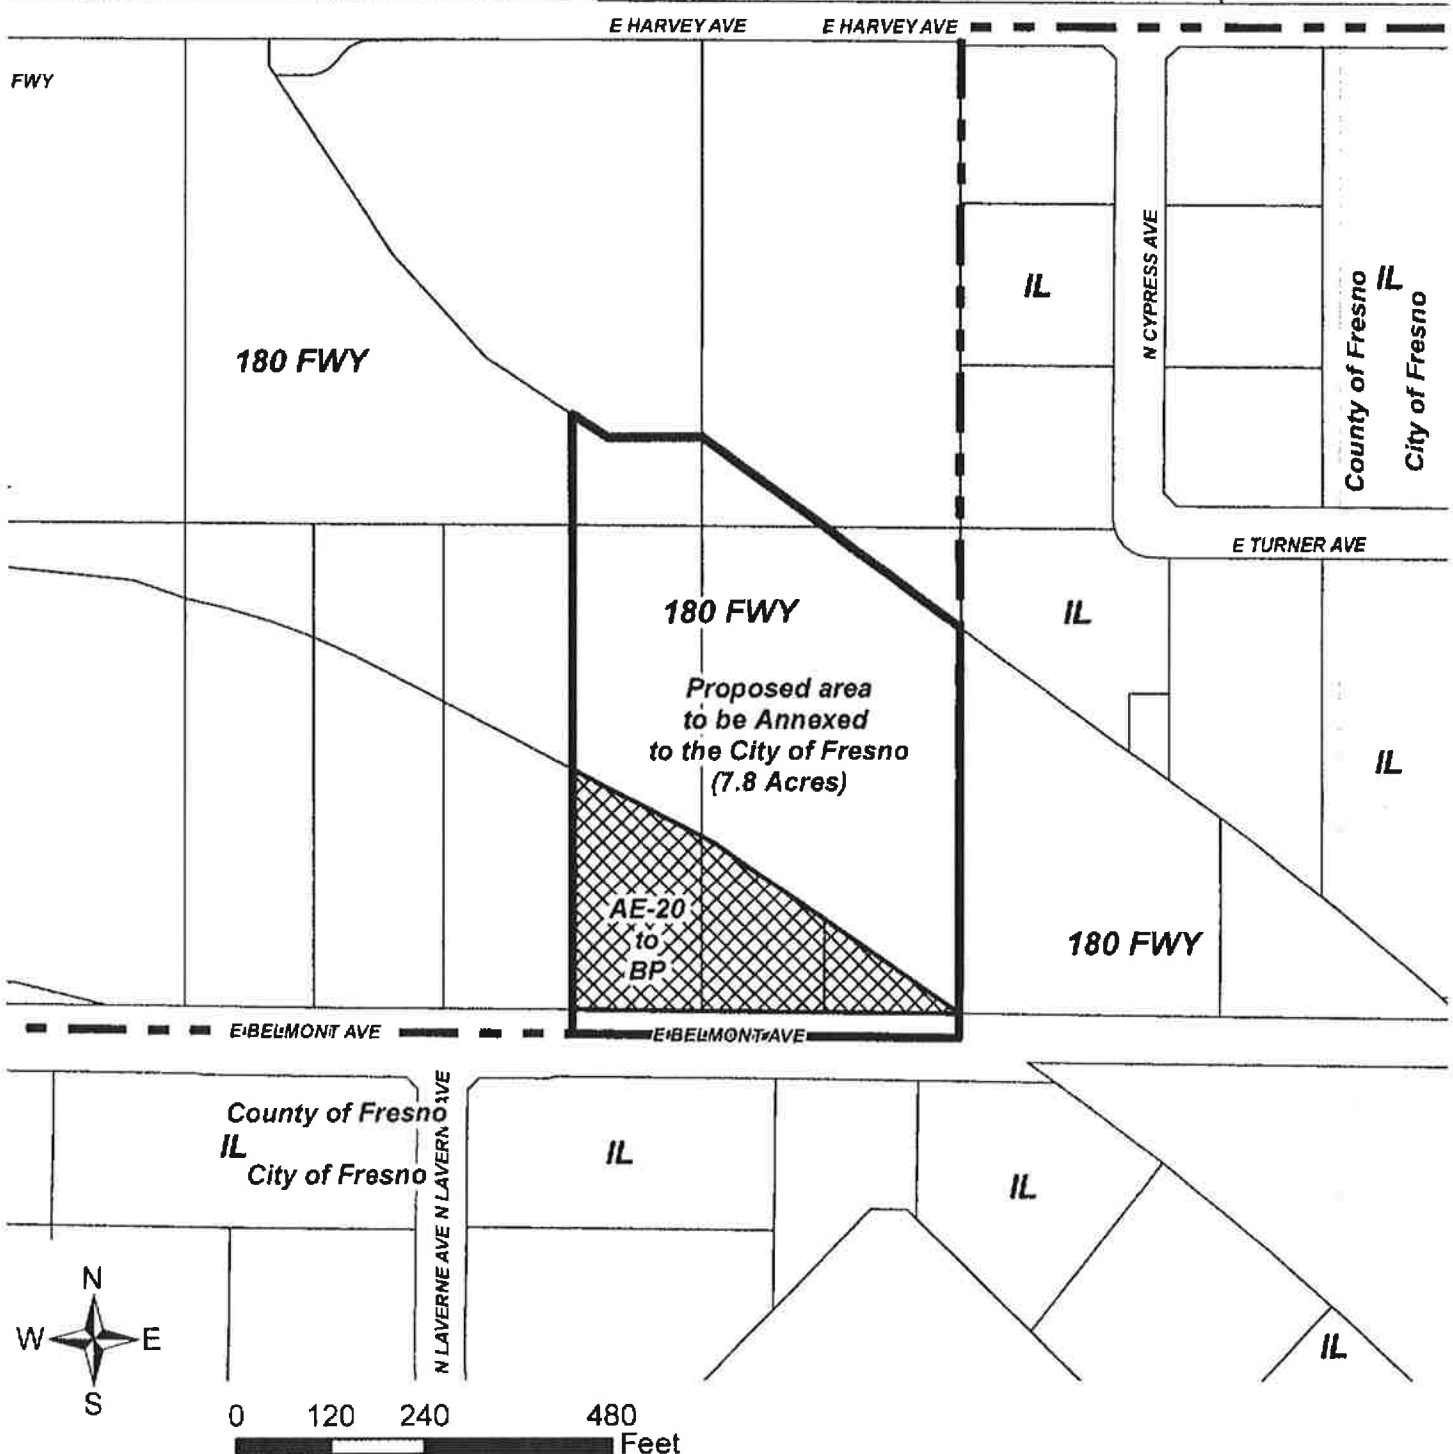 E HARVEY AVE
E HARVEY AVE
FWY
180 FWY
IL
N CYPRESS AVE
County of Fresno
IL
City of Fresno
E TURNER AVE
180 FWY
IL
Proposed area
to be Annexed
to the City of Fresno
(7.8 Acres)
IL
AE-20
to
BP
180 FWY
E BELMONT AVE
E BELMONT AVE
County of Fresno
IL
City of Fresno
N LAVERNE AVE
N LAVERNE AVE
IL
IL
IL
N
W
E
S
0 120 240 480
Feet